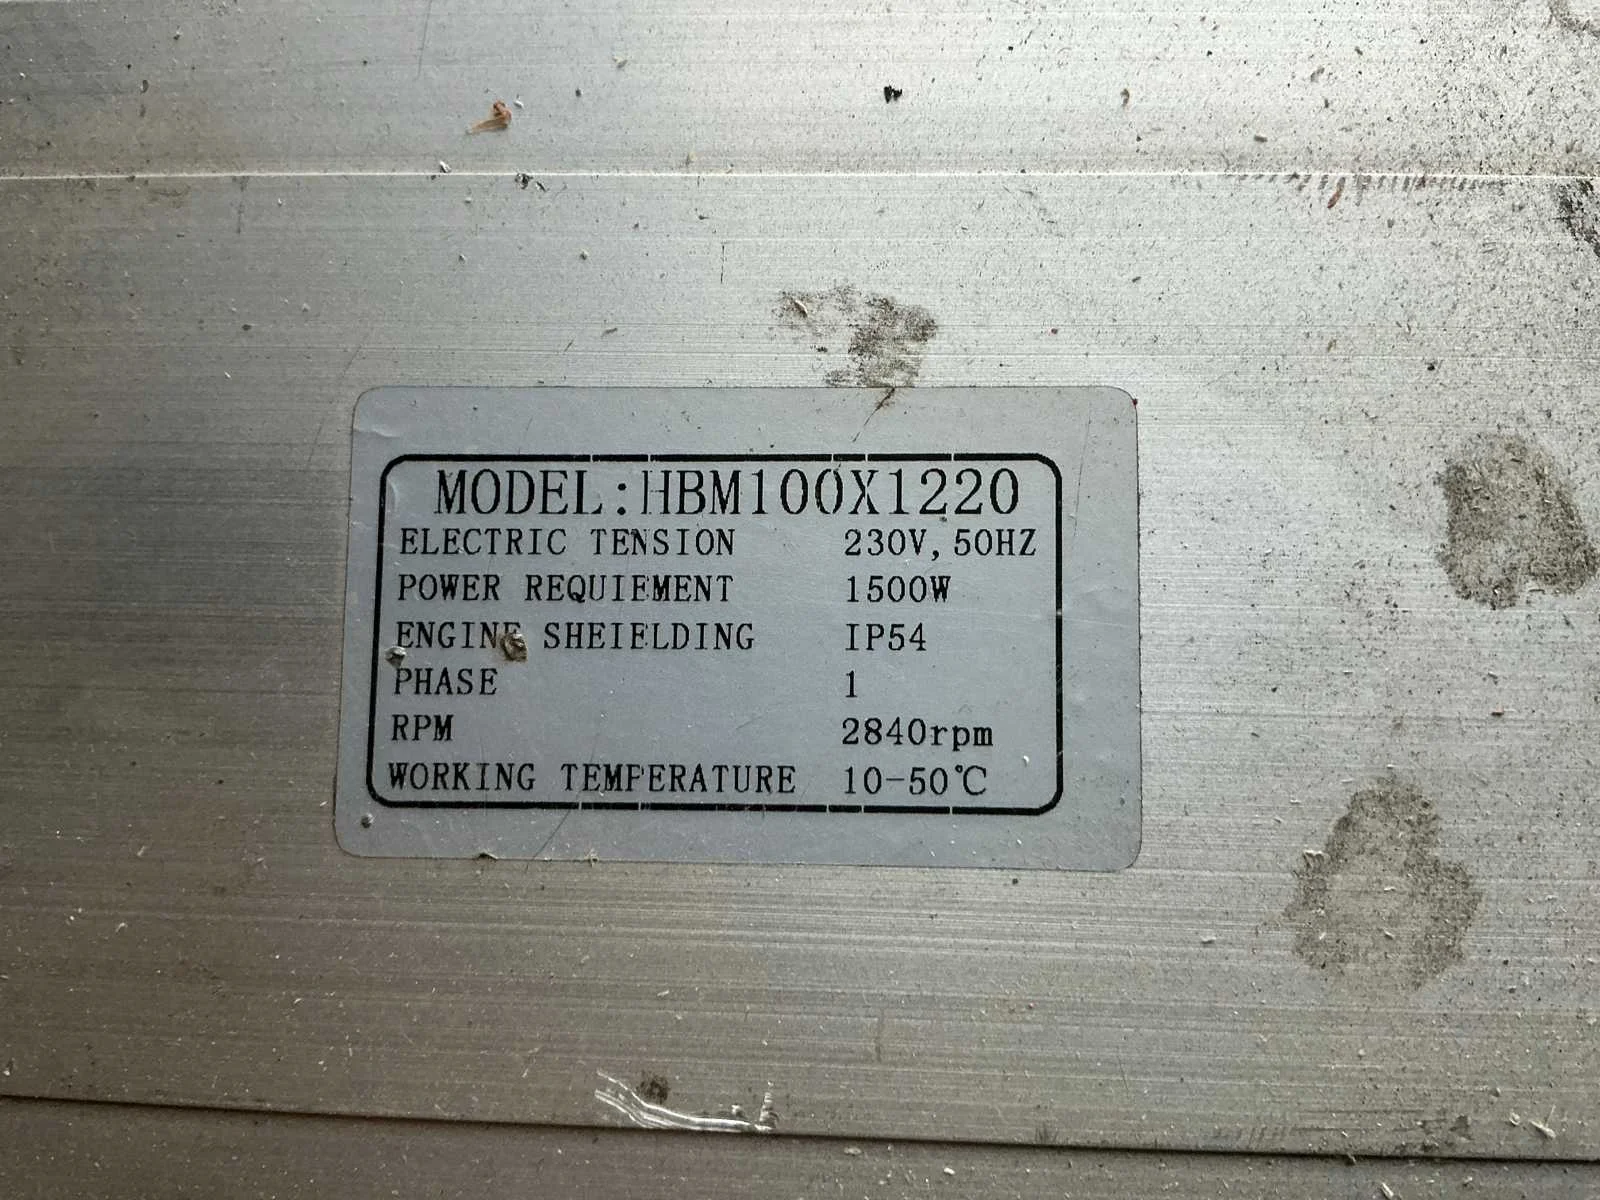 MODEL:HBM100X1220
ELECTRIC TENSION 230V, 50HZ
POWER REQUIEMENT 1500W
ENGINE SHEIELDING IP54
PHASE 1
RPM 2840rpm
WORKING TEMPERATURE 10-50℃